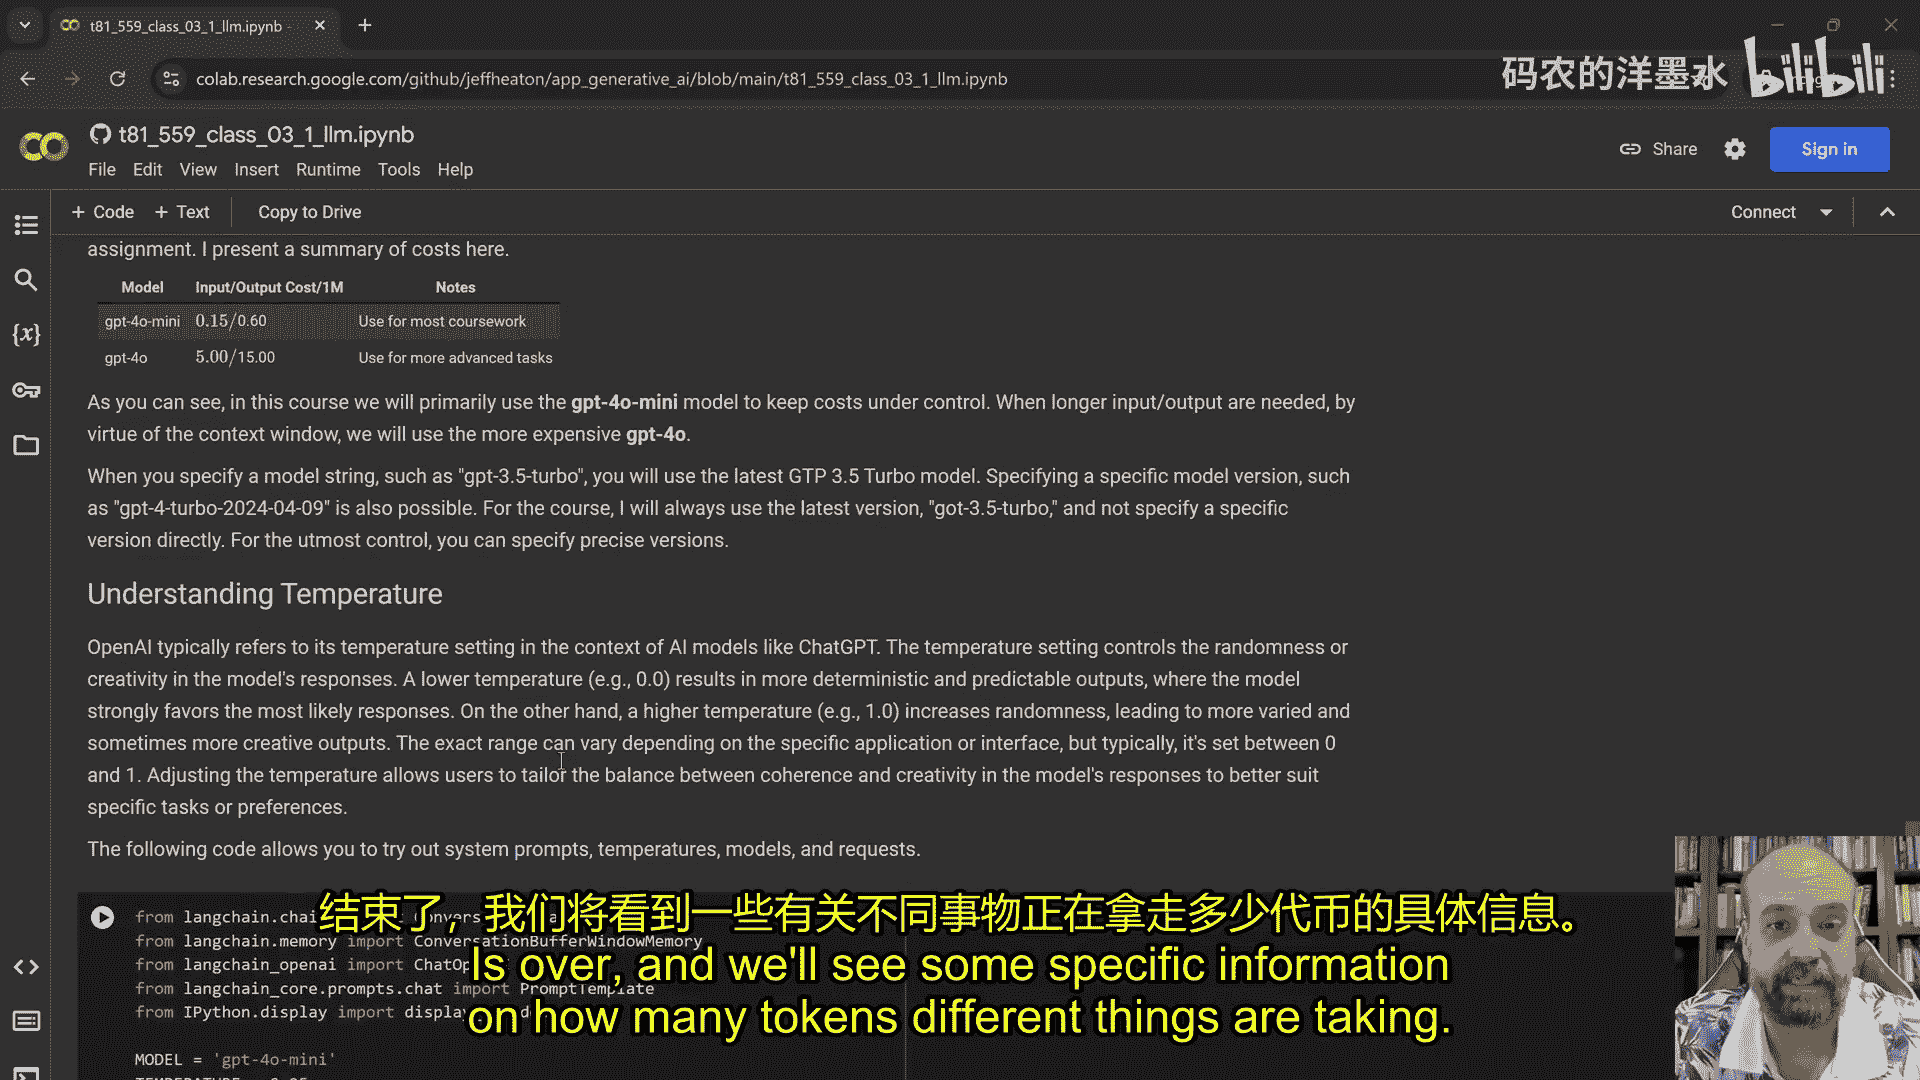 t81_559_class_03_1_llm.ipynb -
colab.research.google.com/github/jeffheaton/app_generative_ai/blob/main/t81_559_class_03_1_llm.ipynb
码农的洋墨水 bilibili
t81_559_class_03_1_llm.ipynb
File Edit View Insert Runtime Tools Help
Share
Sign in
+ Code + Text Copy to Drive
Connect
assignment. I present a summary of costs here.
Model Input/Output Cost/1M Notes
gpt-4o-mini 0.15/0.60 Use for most coursework
gpt-4o 5.00/15.00 Use for more advanced tasks
As you can see, in this course we will primarily use the gpt-4o-mini model to keep costs under control. When longer input/output are needed, by
virtue of the context window, we will use the more expensive gpt-4o.
When you specify a model string, such as "gpt-3.5-turbo", you will use the latest GTP 3.5 Turbo model. Specifying a specific model version, such
as "gpt-4-turbo-2024-04-09" is also possible. For the course, I will always use the latest version, "got-3.5-turbo," and not specify a specific
version directly. For the utmost control, you can specify precise versions.
Understanding Temperature
OpenAI typically refers to its temperature setting in the context of AI models like ChatGPT. The temperature setting controls the randomness or
creativity in the model's responses. A lower temperature (e.g., 0.0) results in more deterministic and predictable outputs, where the model
strongly favors the most likely responses. On the other hand, a higher temperature (e.g., 1.0) increases randomness, leading to more varied and
sometimes more creative outputs. The exact range can vary depending on the specific application or interface, but typically, it's set between 0
and 1. Adjusting the temperature allows users to tailor the balance between coherence and creativity in the model's responses to better suit
specific tasks or preferences.
The following code allows you to try out system prompts, temperatures, models, and requests.
from
from langchain.memory import ConversationBufferWindowMemory
from langchain_openai import
from langchain_core.prompts.chat import PromptTemplate
from IPython.display import
MODEL = 'gpt-4o-mini'
结束了，我们将看到一些有关不同事物正在拿走多少代币的具体信息。
Is over, and we'll see some specific information
on how many tokens different things are taking.